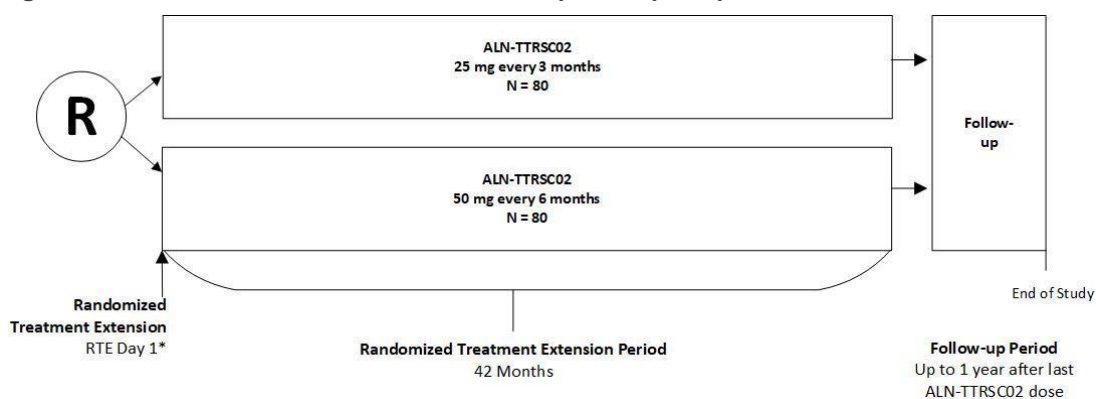 ALN-TTRSC02
25 mg every 3 months
N = 80
R
Follow-
up
ALN-TTRSC02
50 mg every 6 months
N = 80
End of Study
Randomized
Treatment Extension
RTE Day 1*
Randomized Treatment Extension Period
42 Months
Follow-up Period
Up to 1 year after last
ALN-TTRSC02 dose